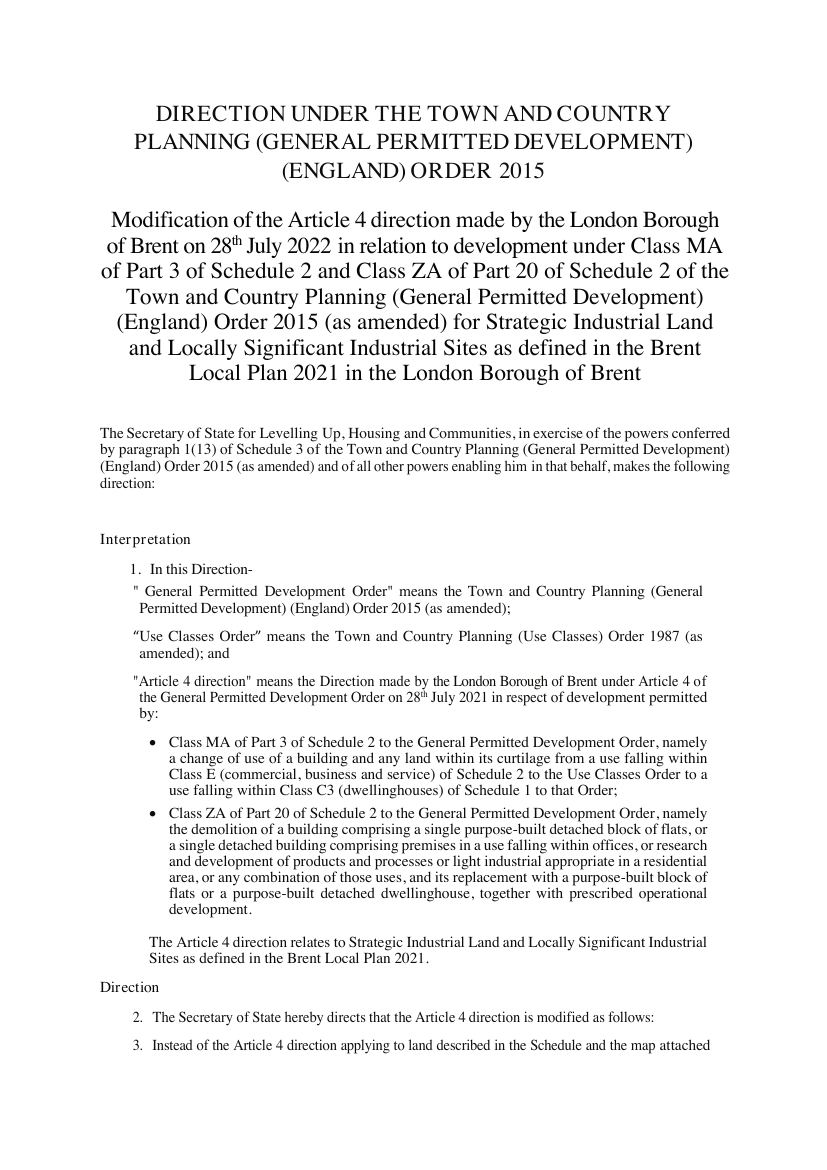 DIRECTION UNDER THE TOWN AND COUNTRY
PLANNING (GENERAL PERMITTED DEVELOPMENT)
(ENGLAND) ORDER 2015
Modification of the Article 4 direction made by the London Borough
of Brent on 28th July 2022 in relation to development under Class MA
of Part 3 of Schedule 2 and Class ZA of Part 20 of Schedule 2 of the
Town and Country Planning (General Permitted Development)
(England) Order 2015 (as amended) for Strategic Industrial Land
and Locally Significant Industrial Sites as defined in the Brent
Local Plan 2021 in the London Borough of Brent
The Secretary of State for Levelling Up, Housing and Communities, in exercise of the powers conferred
by paragraph 1(13) of Schedule 3 of the Town and Country Planning (General Permitted Development)
(England) Order 2015 (as amended) and of all other powers enabling him in that behalf, makes the following
direction:
Interpretation
1. In this Direction-
" General Permitted Development Order" means the Town and Country Planning (General
Permitted Development) (England) Order 2015 (as amended);
“Use Classes Order” means the Town and Country Planning (Use Classes) Order 1987 (as
amended); and
"Article 4 direction" means the Direction made by the London Borough of Brent under Article 4 of
the General Permitted Development Order on 28th July 2021 in respect of development permitted
by:
• Class MA of Part 3 of Schedule 2 to the General Permitted Development Order, namely
a change of use of a building and any land within its curtilage from a use falling within
Class E (commercial, business and service) of Schedule 2 to the Use Classes Order to a
use falling within Class C3 (dwellinghouses) of Schedule 1 to that Order;
• Class ZA of Part 20 of Schedule 2 to the General Permitted Development Order, namely
the demolition of a building comprising a single purpose-built detached block of flats, or
a single detached building comprising premises in a use falling within offices, or research
and development of products and processes or light industrial appropriate in a residential
area, or any combination of those uses, and its replacement with a purpose-built block of
flats or a purpose-built detached dwellinghouse, together with prescribed operational
development.
The Article 4 direction relates to Strategic Industrial Land and Locally Significant Industrial
Sites as defined in the Brent Local Plan 2021.
Direction
2. The Secretary of State hereby directs that the Article 4 direction is modified as follows:
3. Instead of the Article 4 direction applying to land described in the Schedule and the map attached